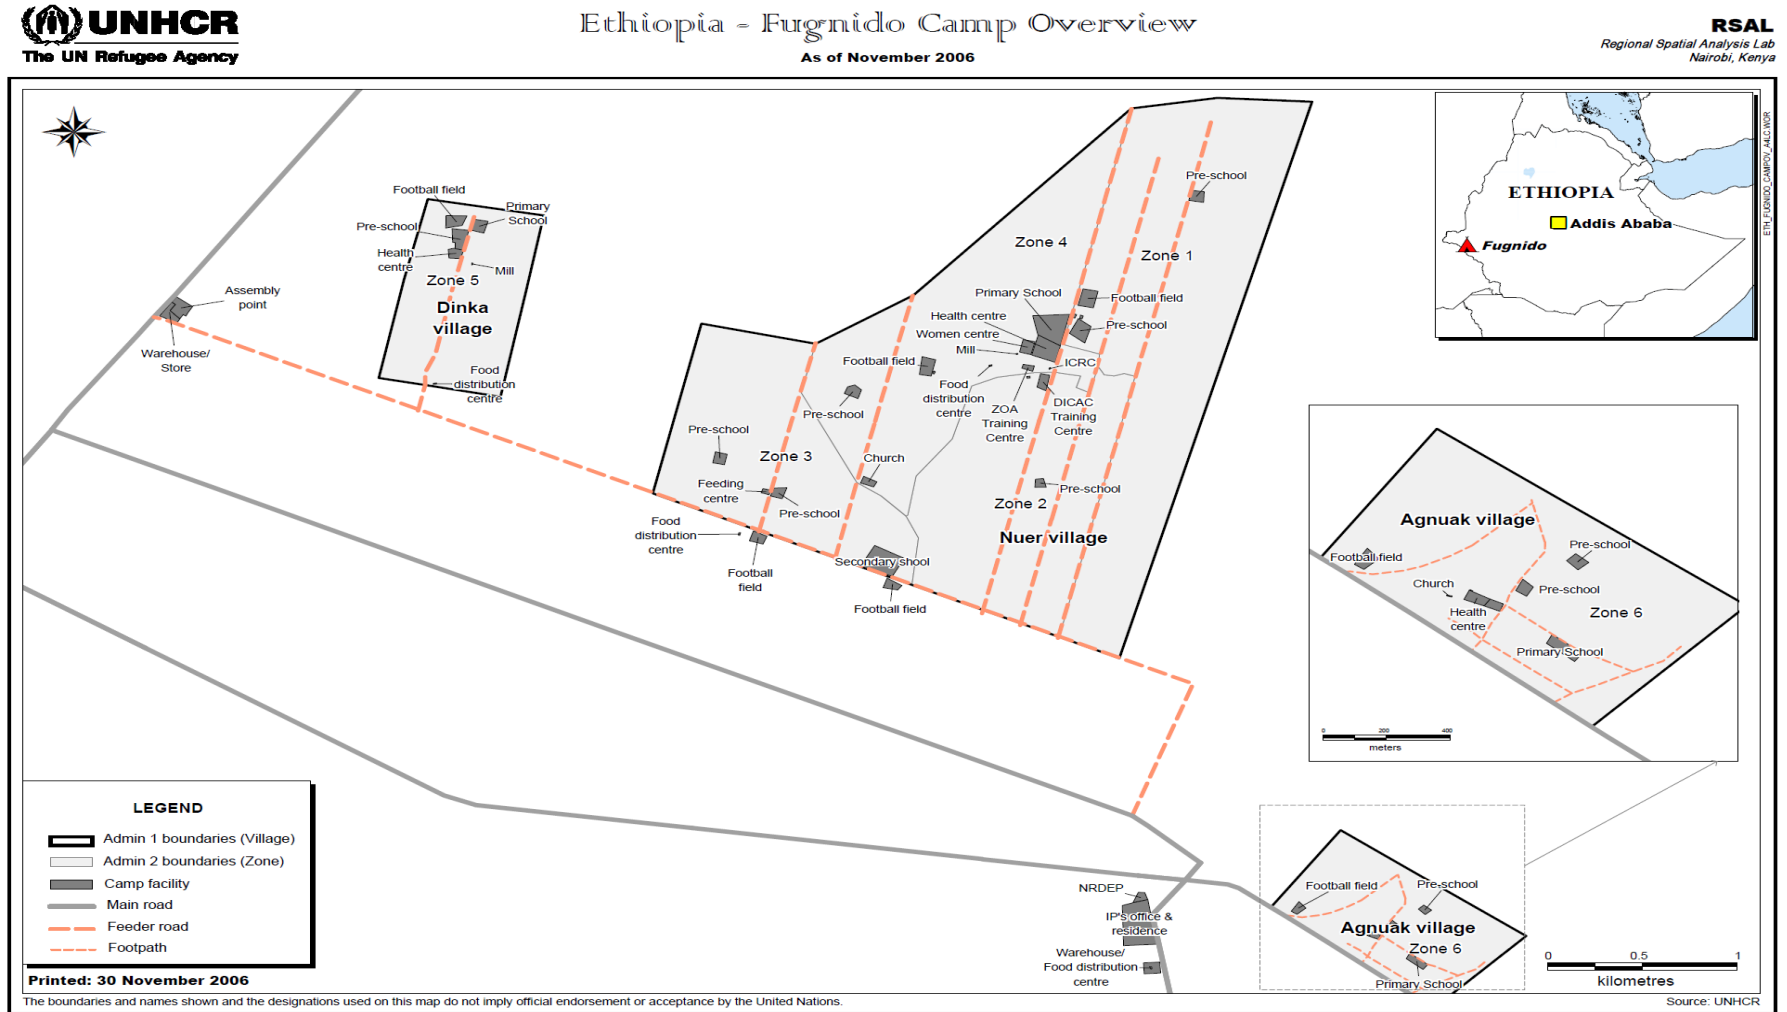 UNHCR
The UN Refugee Agency
Ethiopia - Fugnido Camp Overview
As of November 2006
RSAL
Regional Spatial Analysis Lab
Nairobi, Kenya
ETH_FUGNIDO_CAMPOV_A4LC.WOR
ETHIOPIA
Addis Ababa
Fugnido
Football field
Primary
School
Pre-school
Health
centre
Mill
Zone 5
Dinka
village
Food
distribution
centre
Assembly
point
Warehouse/
Store
Pre-school
Zone 4
Zone 1
Primary School
Football field
Health centre
Pre-school
Women centre
Mill
ICRC
Football field
Food
distribution
centre
ZOA
Training
Centre
DICAC
Training
Centre
Pre-school
Pre-school
Zone 3
Church
Feeding
centre
Pre-school
Pre-school
Zone 2
Nuer village
Food
distribution
centre
Football
field
Secondary shool
Football field
Agnuak village
Football field
Pre-school
Church
Pre-school
Health
centre
Zone 6
Primary School
0 200 400
meters
LEGEND
Admin 1 boundaries (Village)
Admin 2 boundaries (Zone)
Camp facility
Main road
Feeder road
Footpath
NRDEP
IP's office &
residence
Warehouse/
Food distribution
centre
Football field
Pre-school
Agnuak village
Zone 6
Primary School
0 0.5 1
kilometres
Printed: 30 November 2006
The boundaries and names shown and the designations used on this map do not imply official endorsement or acceptance by the United Nations.
Source: UNHCR